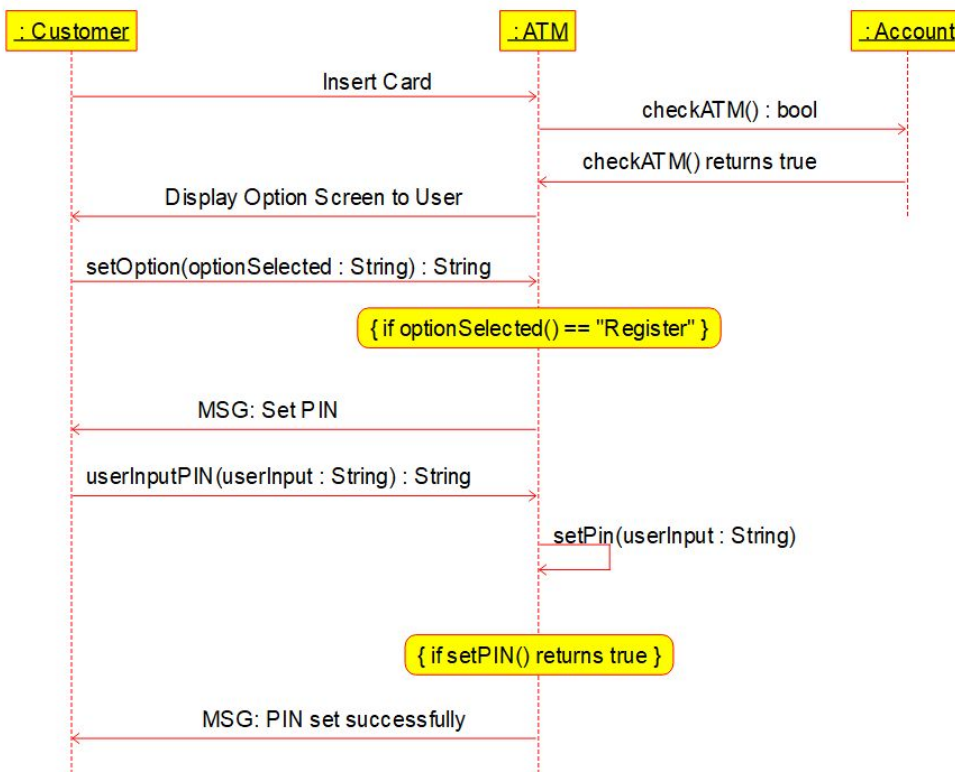 : Customer
: ATM
: Account
Insert Card
checkATM() : bool
checkATM() returns true
Display Option Screen to User
setOption(optionSelected : String) : String
{ if optionSelected() == "Register" }
MSG: Set PIN
userInputPIN(userInput : String) : String
setPin(userInput : String)
{ if setPIN() returns true }
MSG: PIN set successfully